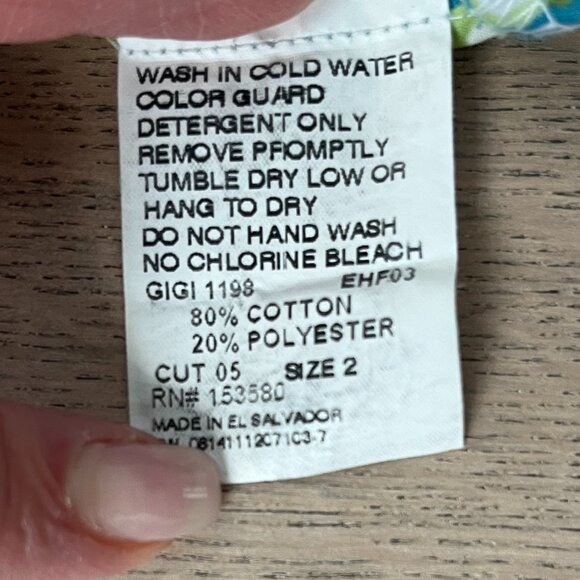 WASH IN COLD WATER
COLOR GUARD
DETERGENT ONLY
REMOVE PROMPTLY
TUMBLE DRY LOW OR
HANG TO DRY
DO NOT HAND WASH
NO CHLORINE BLEACH
GIGI 1198 EHF03
80% COTTON
20% POLYESTER
CUT 05 SIZE 2
RN# 153580
MADE IN EL SALVADOR